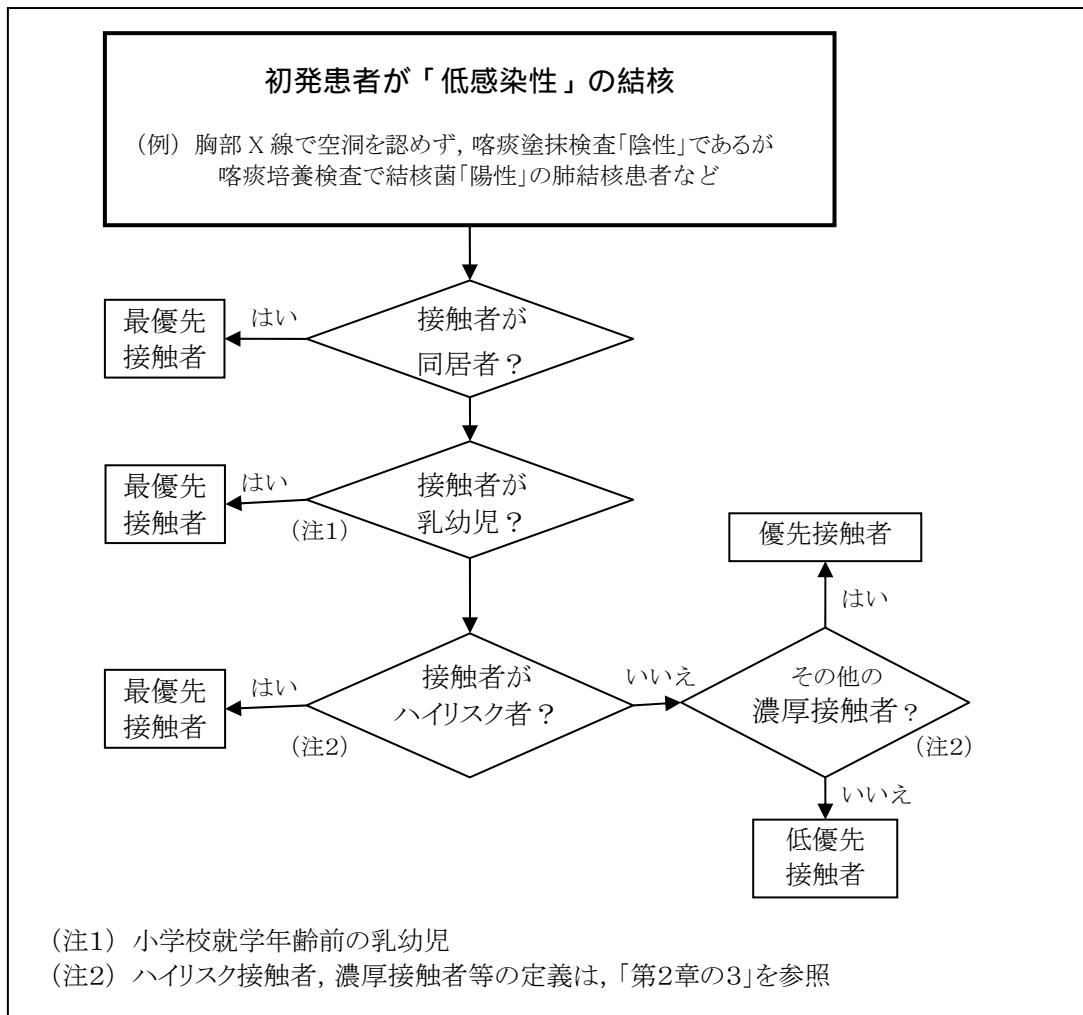 初発患者が「低感染性」の結核
（例） 胸部 X 線で空洞を認めず, 喀痰塗抹検査「陰性」であるが
喀痰培養検査で結核菌「陽性」の肺結核患者など
接触者が
同居者？
はい
最優先
接触者
接触者が
乳幼児？
はい
（注1）
最優先
接触者
接触者が
ハイリスク者？
はい
（注2）
最優先
接触者
いいえ
その他の
濃厚接触者？
（注2）
はい
優先接触者
いいえ
低優先
接触者
（注1） 小学校就学年齢前の乳幼児
（注2） ハイリスク接触者, 濃厚接触者等の定義は, 「第2章の3」を参照